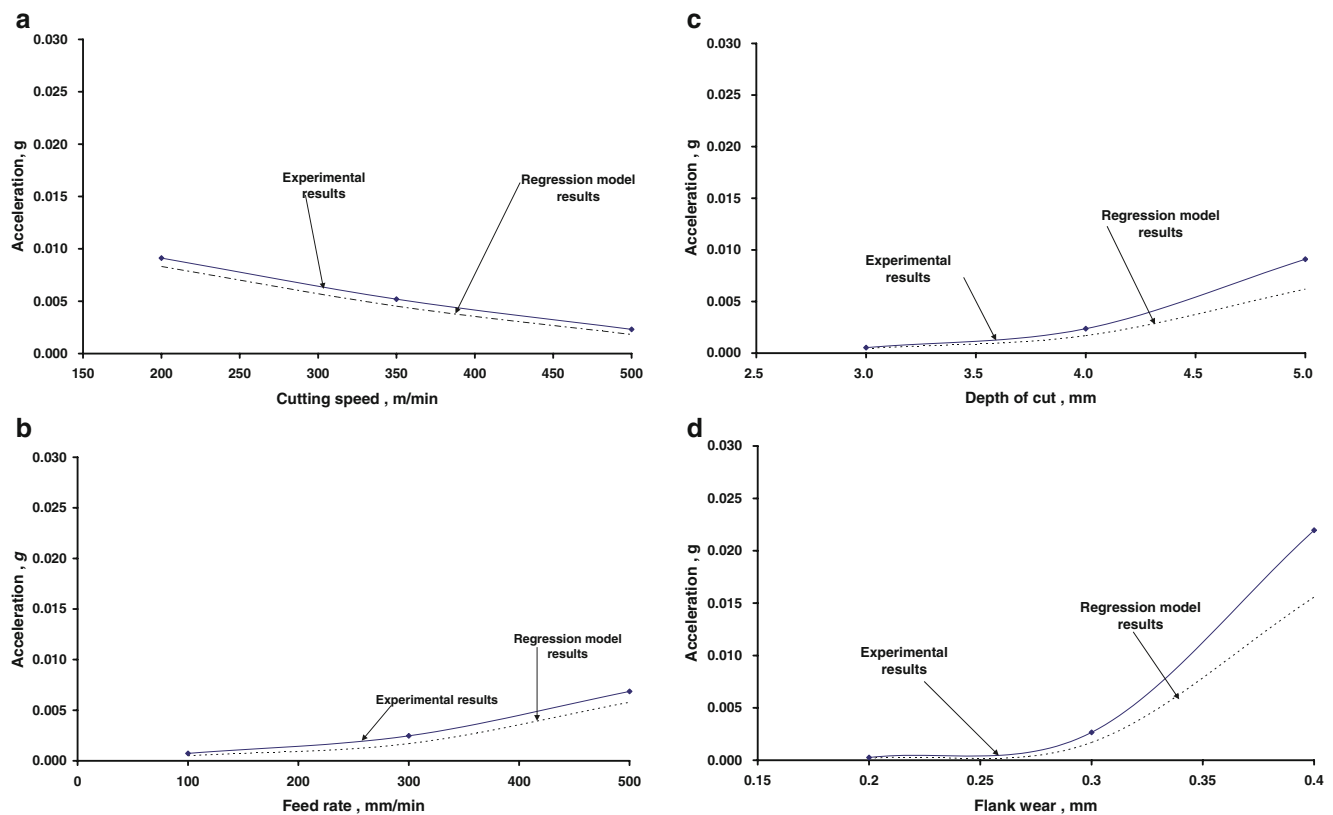 a
0.030
0.025
0.020
0.015
0.010
0.005
0.000
Acceleration, g
Experimental
results
Regression model
results
150 200 250 300 350 400 450 500
Cutting speed , m/min
b
0.030
0.025
0.020
0.015
0.010
0.005
0.000
Acceleration , g
Regression model
results
Experimental results
0 100 200 300 400 500
Feed rate , mm/min
c
0.030
0.025
0.020
0.015
0.010
0.005
0.000
Acceleration , g
Regression model
results
Experimental
results
2.5 3.0 3.5 4.0 4.5 5.0
Depth of cut , mm
d
0.030
0.025
0.020
0.015
0.010
0.005
0.000
Acceleration , g
Regression model
results
Experimental
results
0.15 0.2 0.25 0.3 0.35 0.4
Flank wear , mm